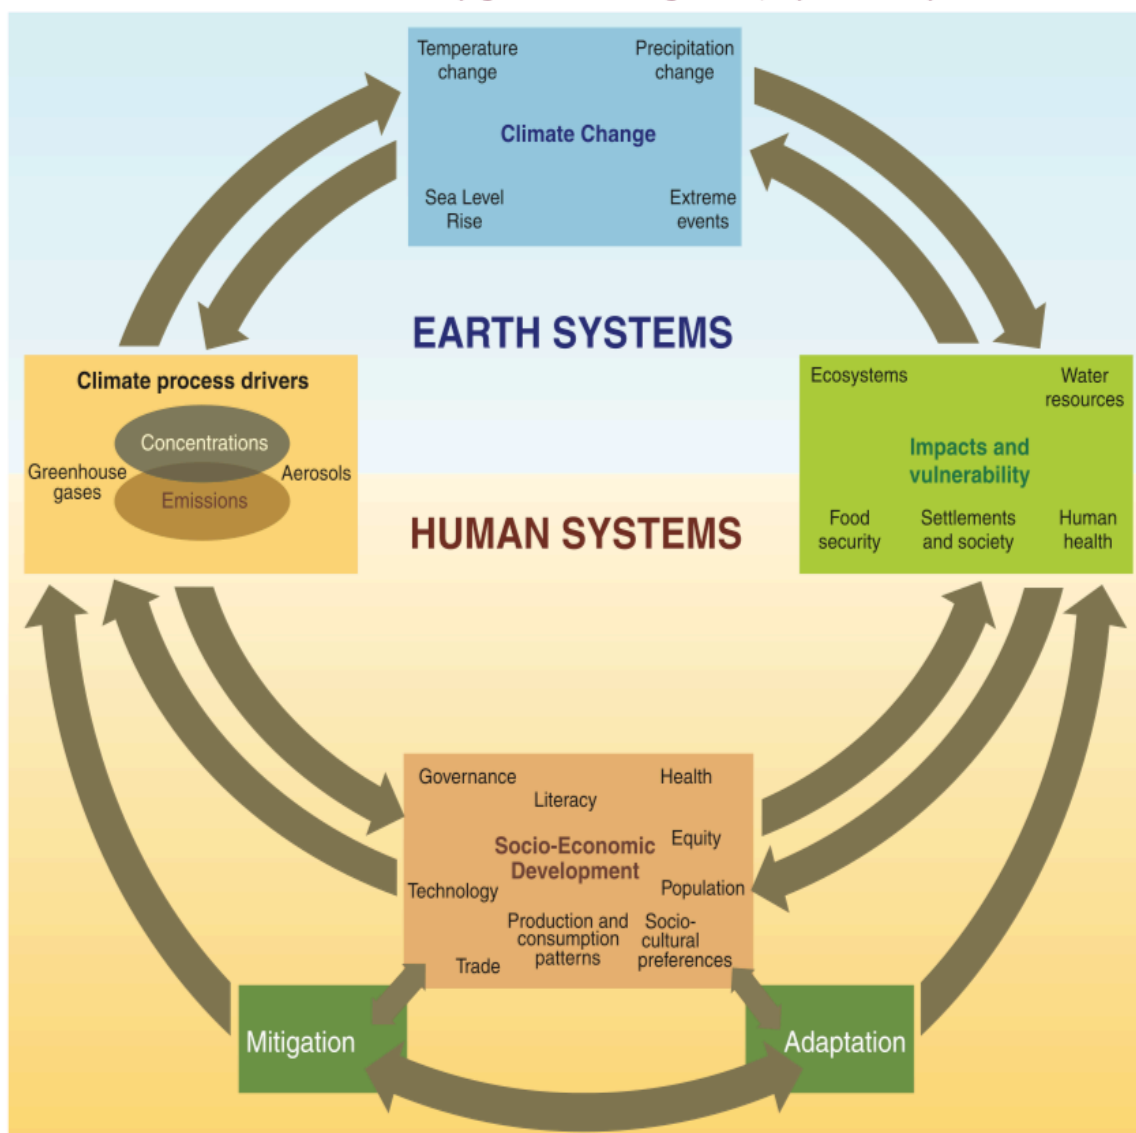 Temperature
change
Precipitation
change
Climate Change
Sea Level
Rise
Extreme
events
EARTH SYSTEMS
Climate process drivers
Concentrations
Greenhouse
gases
Aerosols
Emissions
Ecosystems
Water
resources
Impacts and
vulnerability
Food
security
Settlements
and society
Human
health
HUMAN SYSTEMS
Governance
Health
Literacy
Equity
Socio-Economic
Development
Technology
Population
Production and
consumption
patterns
Socio-
cultural
preferences
Trade
Mitigation
Adaptation